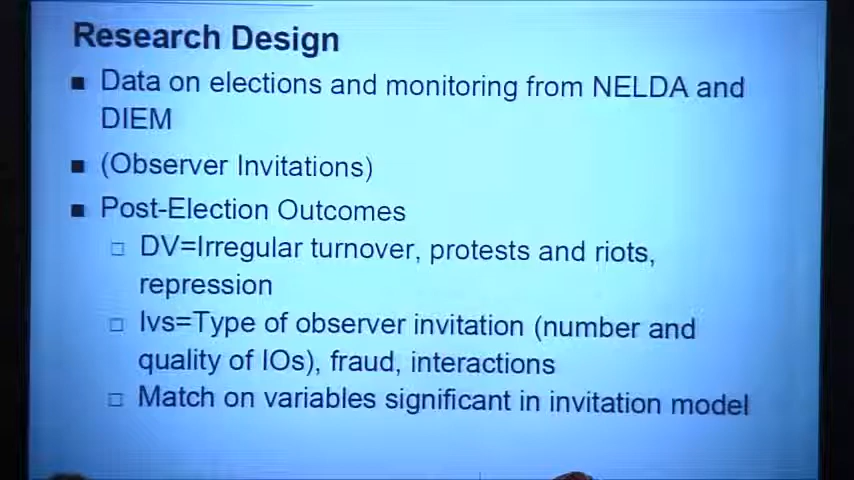 Research Design
■ Data on elections and monitoring from NELDA and
DIEM
■ (Observer Invitations)
■ Post-Election Outcomes
□ DV=Irregular turnover, protests and riots,
repression
□ Ivs=Type of observer invitation (number and
quality of IOs), fraud, interactions
□ Match on variables significant in invitation model